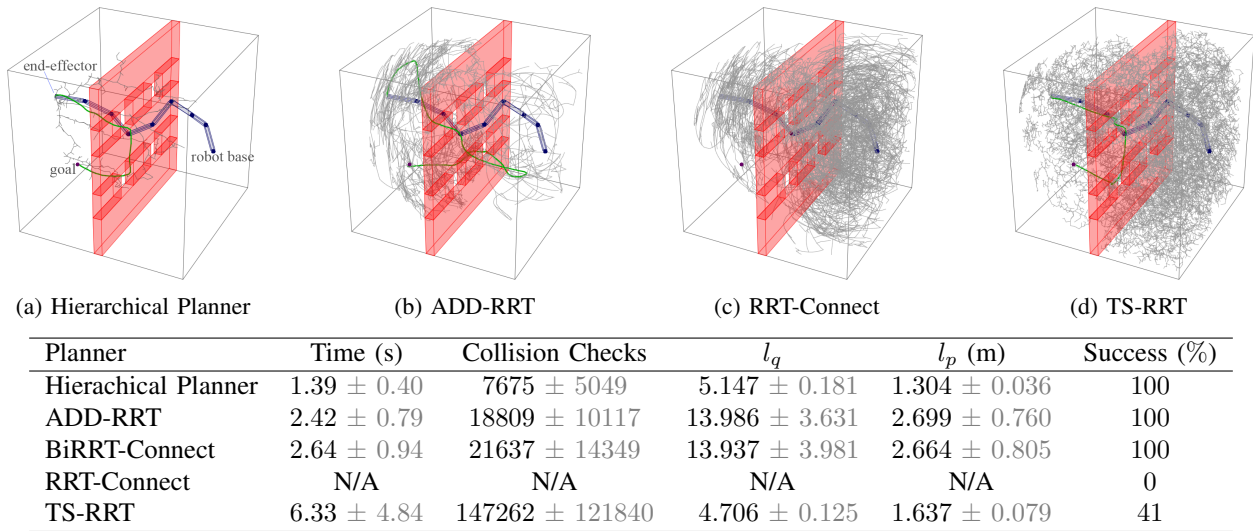 end-effector
robot base
goal
(a) Hierarchical Planner (b) ADD-RRT (c) RRT-Connect (d) TS-RRT
Planner Time (s) Collision Checks l_q l_p (m) Success (%)
Hierachical Planner 1.39 ± 0.40 7675 ± 5049 5.147 ± 0.181 1.304 ± 0.036 100
ADD-RRT 2.42 ± 0.79 18809 ± 10117 13.986 ± 3.631 2.699 ± 0.760 100
BiRRT-Connect 2.64 ± 0.94 21637 ± 14349 13.937 ± 3.981 2.664 ± 0.805 100
RRT-Connect N/A N/A N/A N/A 0
TS-RRT 6.33 ± 4.84 147262 ± 121840 4.706 ± 0.125 1.637 ± 0.079 41